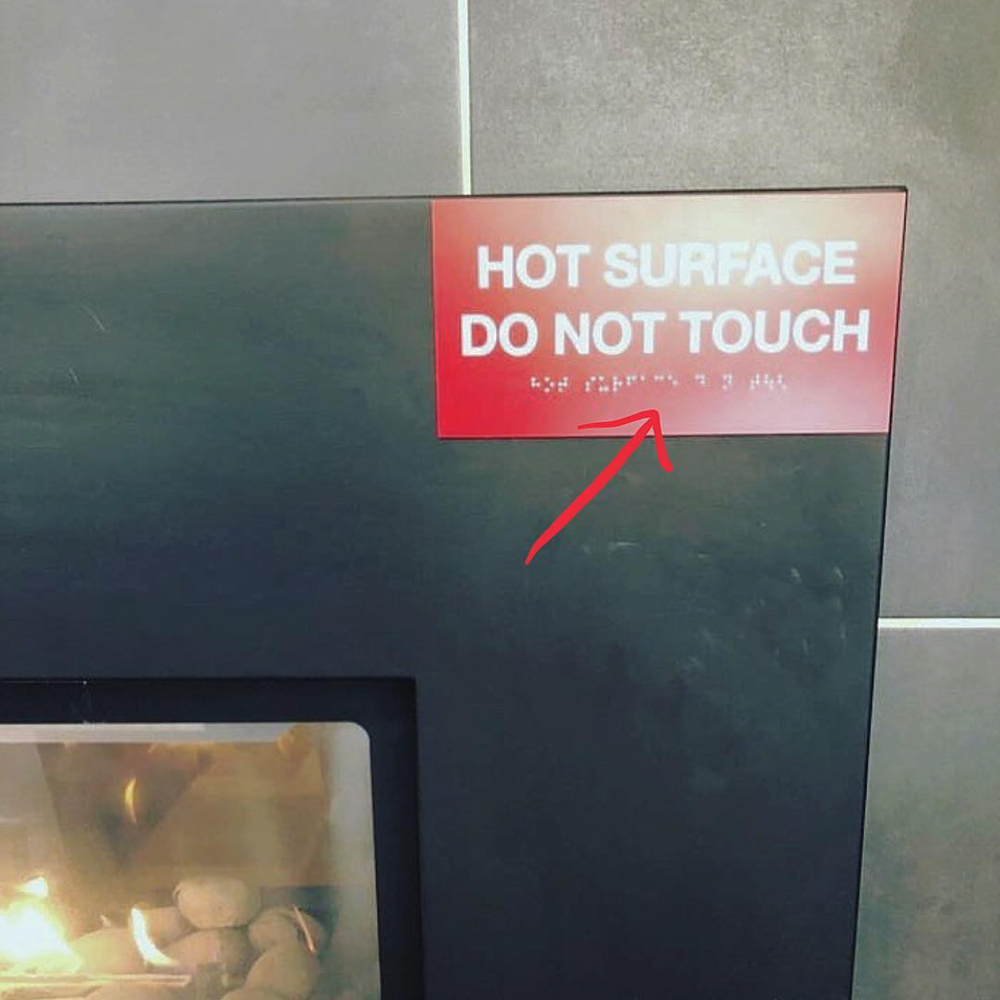 HOT SURFACE
DO NOT TOUCH
⠓⠕⠞ ⠎⠥⠗⠋⠁⠉⠑ ⠙ ⠝ ⠞⠳⠡